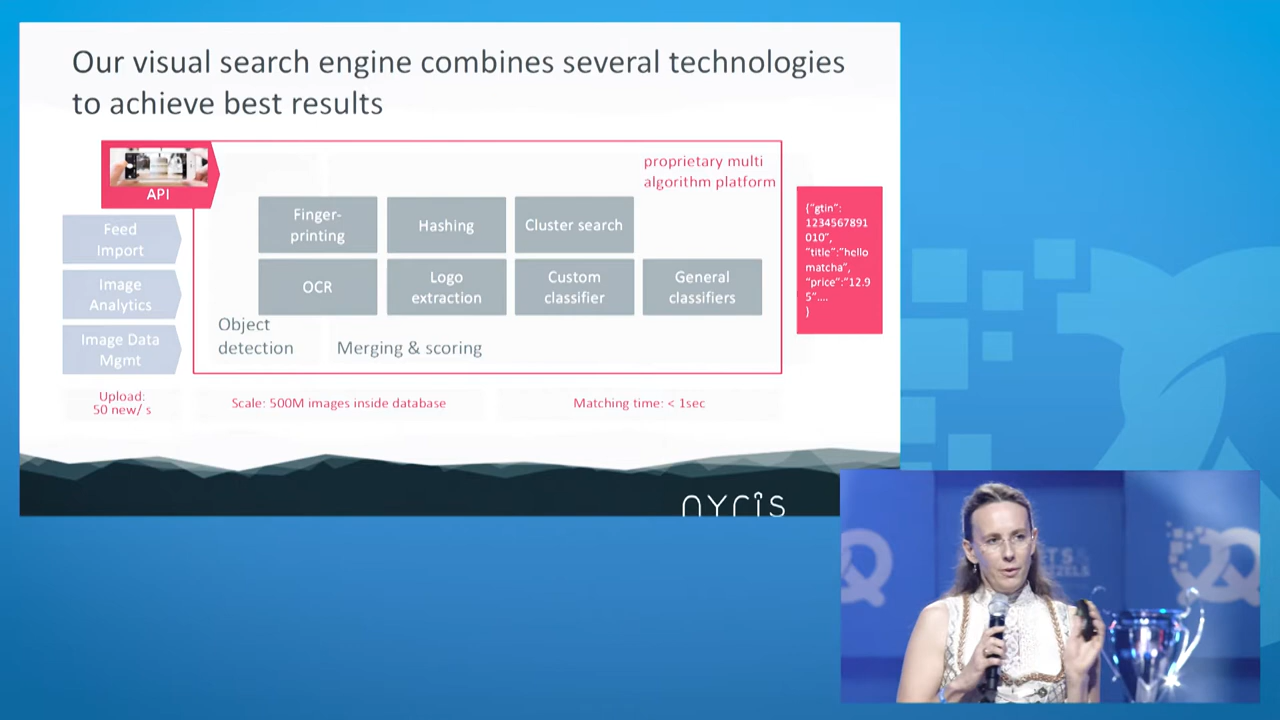 Our visual search engine combines several technologies
to achieve best results
API
Feed
Import
Image
Analytics
Image Data
Mgmt
Upload:
50 new/ s
proprietary multi
algorithm platform
Finger-
printing
Hashing
Cluster search
OCR
Logo
extraction
Custom
classifier
General
classifiers
Object
detection
Merging & scoring
Scale: 500M images inside database
Matching time: < 1sec
{"gtin":
1234567891
010",
"title":"hello
matcha",
"price":"12.9
5"....
}
nyris